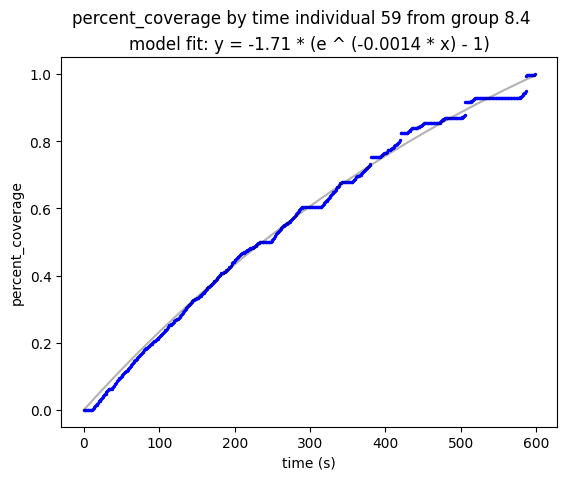 percent_coverage by time individual 59 from group 8.4
model fit: y = -1.71 * (e ^ (-0.0014 * x) - 1)
1.0
0.8
0.6
0.4
0.2
0.0
percent_coverage
0 100 200 300 400 500 600
time (s)